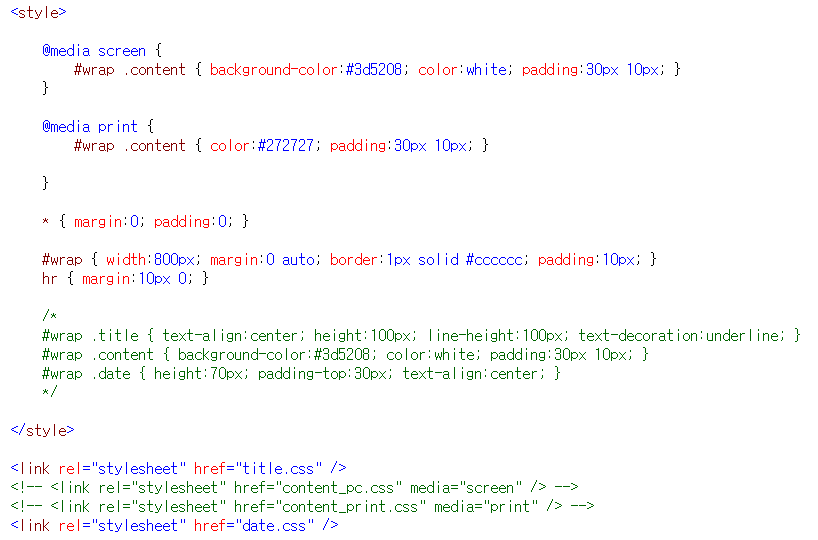 <style>
@media screen {
#wrap .content { background-color:#3d5208; color:white; padding:30px 10px; }
}
@media print {
#wrap .content { color:#272727; padding:30px 10px; }
}
* { margin:0; padding:0; }
#wrap { width:800px; margin:0 auto; border:1px solid #cccccc; padding:10px; }
hr { margin:10px 0; }
/*
#wrap .title { text-align:center; height:100px; line-height:100px; text-decoration:underline; }
#wrap .content { background-color:#3d5208; color:white; padding:30px 10px; }
#wrap .date { height:70px; padding-top:30px; text-align:center; }
*/
</style>
<link rel="stylesheet" href="title.css" />
<!-- <link rel="stylesheet" href="content_pc.css" media="screen" /> -->
<!-- <link rel="stylesheet" href="content_print.css" media="print" /> -->
<link rel="stylesheet" href="date.css" />